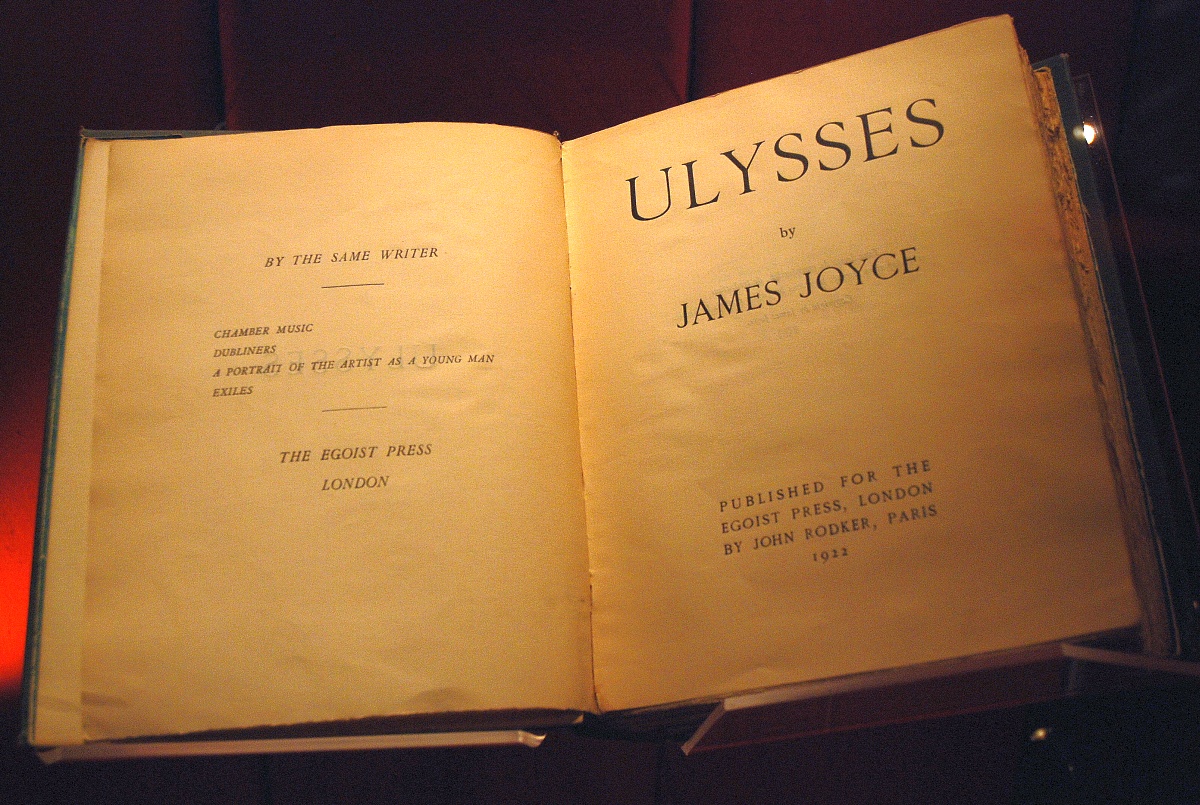 BY THE SAME WRITER
CHAMBER MUSIC
DUBLINERS
A PORTRAIT OF THE ARTIST AS A YOUNG MAN
EXILES
THE EGOIST PRESS
LONDON
ULYSSES
by
JAMES JOYCE
PUBLISHED FOR THE
EGOIST PRESS, LONDON
BY JOHN RODKER, PARIS
1922